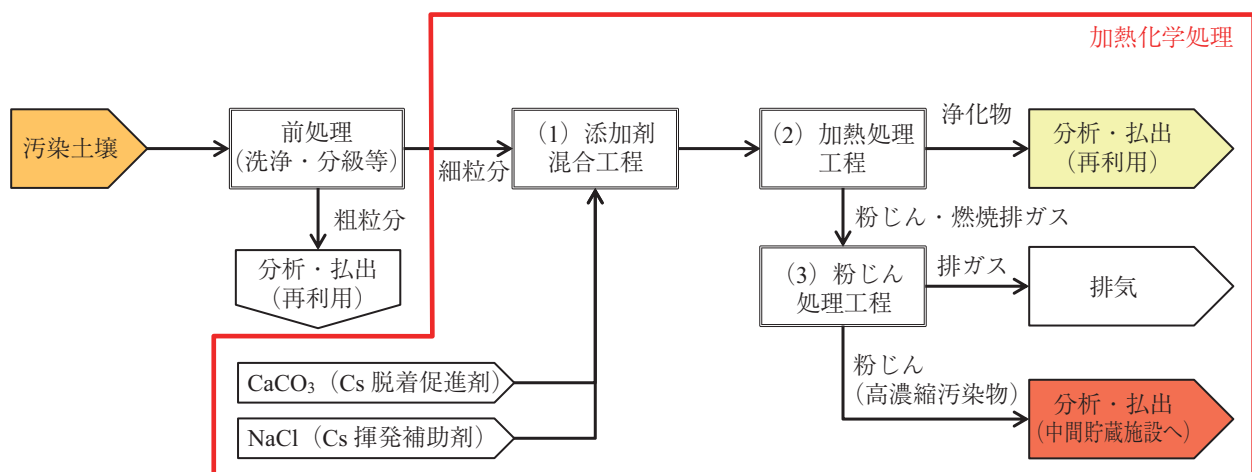 加熱化学処理
汚染土壌
前処理
(洗浄・分級等)
細粒分
(1)添加剤
混合工程
(2)加熱処理
工程
浄化物
分析・払出
(再利用)
粗粒分
分析・払出
(再利用)
粉じん・燃焼排ガス
(3)粉じん
処理工程
排ガス
排気
CaCO₃(Cs 脱着促進剤)
NaCl(Cs 揮発補助剤)
粉じん
(高濃縮汚染物)
分析・払出
(中間貯蔵施設へ)